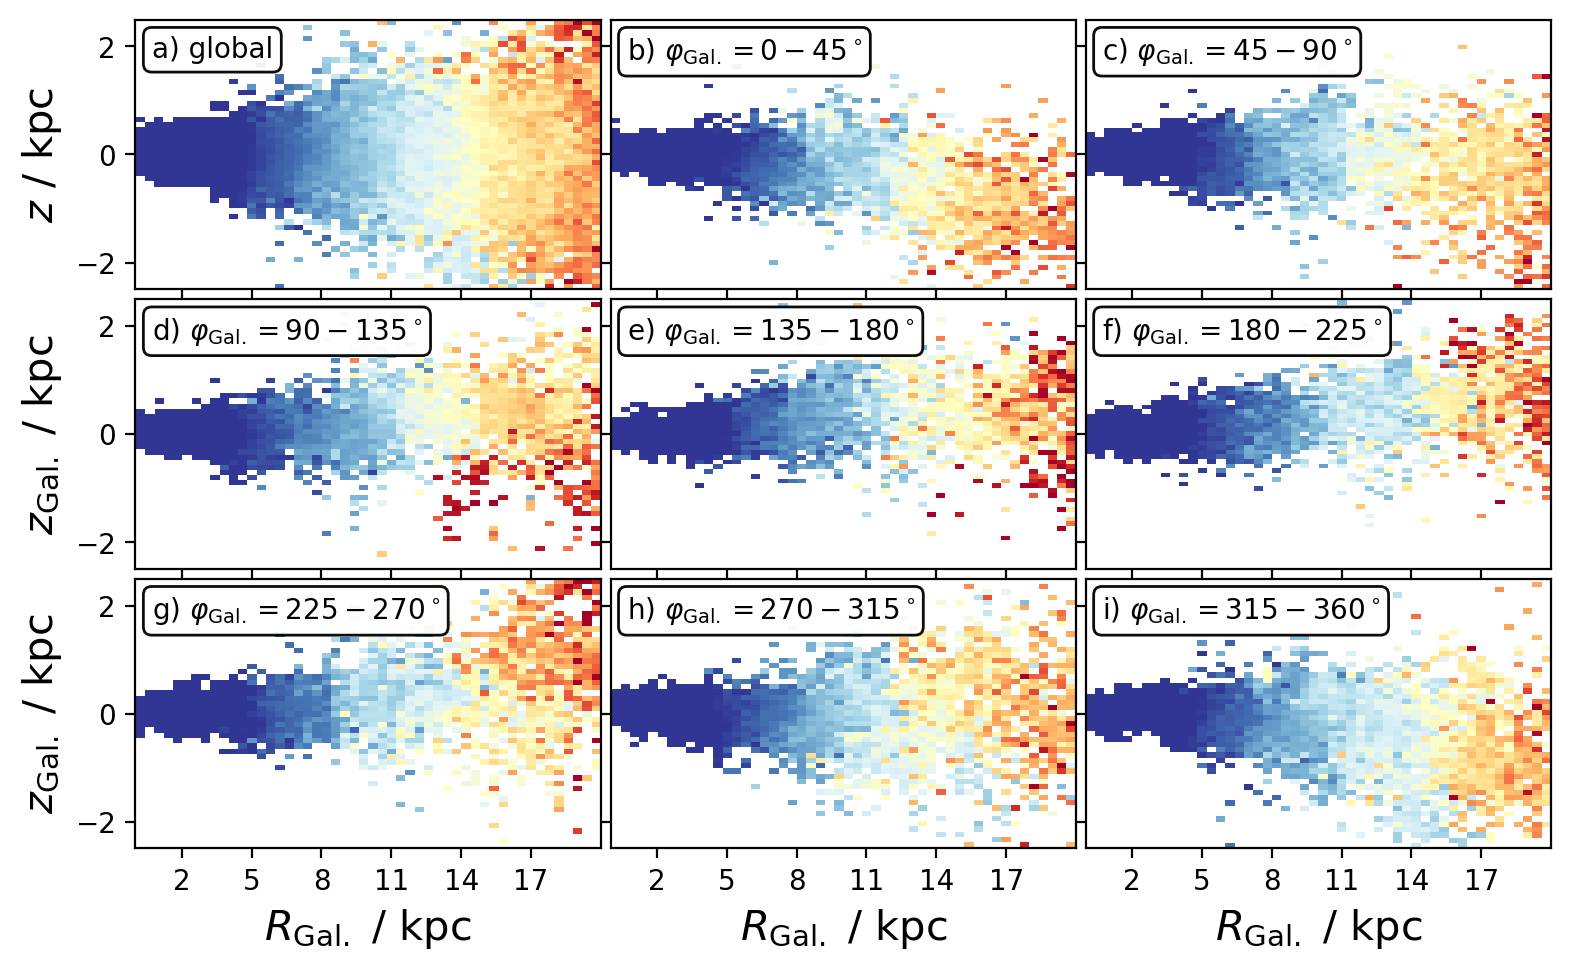 a) global
b) φGal. = 0 − 45°
c) φGal. = 45 − 90°
2
0
−2
z / kpc
d) φGal. = 90 − 135°
e) φGal. = 135 − 180°
f) φGal. = 180 − 225°
2
0
−2
zGal. / kpc
g) φGal. = 225 − 270°
h) φGal. = 270 − 315°
i) φGal. = 315 − 360°
2
0
−2
zGal. / kpc
2 5 8 11 14 17
2 5 8 11 14 17
2 5 8 11 14 17
RGal. / kpc
RGal. / kpc
RGal. / kpc